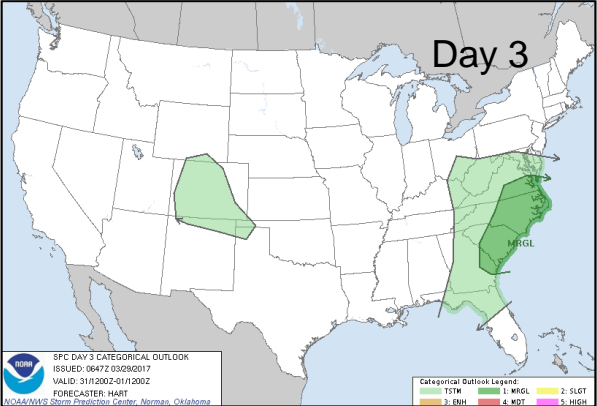 Day 3
MRGL
NOAA
SPC DAY 3 CATEGORICAL OUTLOOK
ISSUED: 0647Z 03/29/2017
VALID: 31/1200Z-01/1200Z
FORECASTER: HART
NOAA/NWS Storm Prediction Center, Norman, Oklahoma
Categorical Outlook Legend:
TSTM 1: MRGL 2: SLGT
3: ENH 4: MDT 5: HIGH